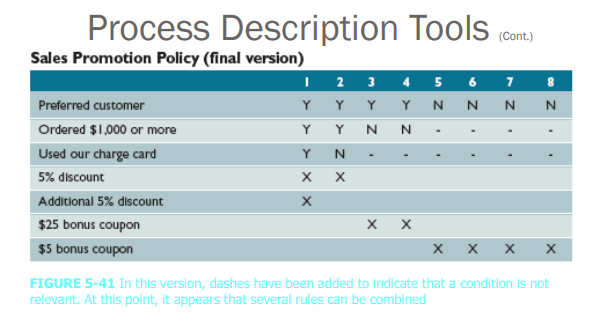 Process Description Tools (Cont.)
Sales Promotion Policy (final version)
1 2 3 4 5 6 7 8
Preferred customer Y Y Y Y N N N N
Ordered $1,000 or more Y Y N N - - - -
Used our charge card Y N - - - - - -
5% discount X X
Additional 5% discount X
$25 bonus coupon X X
$5 bonus coupon X X X X
FIGURE 5-41 In this version, dashes have been added to indicate that a condition is not
relevant. At this point, it appears that several rules can be combined